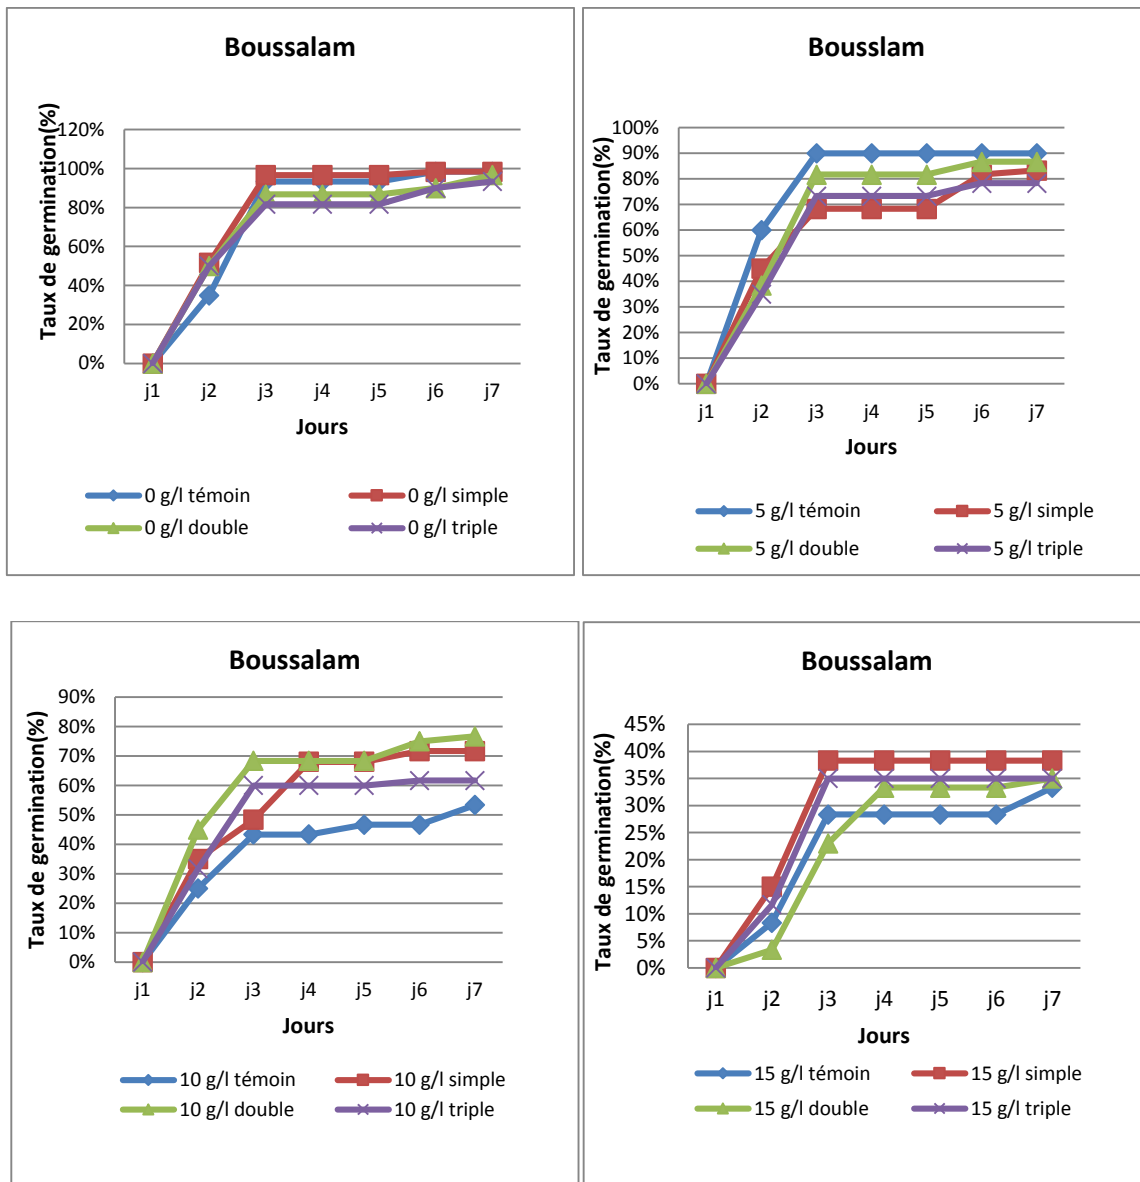 Boussalam
Taux de germination(%)
120%
100%
80%
60%
40%
20%
0%
j1 j2 j3 j4 j5 j6 j7
Jours
0 g/l témoin 0 g/l simple
0 g/l double 0 g/l triple
Bousslam
Taux de germination(%)
100%
90%
80%
70%
60%
50%
40%
30%
20%
10%
0%
j1 j2 j3 j4 j5 j6 j7
Jours
5 g/l témoin 5 g/l simple
5 g/l double 5 g/l triple
Boussalam
Taux de germination(%)
90%
80%
70%
60%
50%
40%
30%
20%
10%
0%
j1 j2 j3 j4 j5 j6 j7
Jours
10 g/l témoin 10 g/l simple
10 g/l double 10 g/l triple
Boussalam
Taux de germination(%)
45%
40%
35%
30%
25%
20%
15%
10%
5%
0%
j1 j2 j3 j4 j5 j6 j7
Jours
15 g/l témoin 15 g/l simple
15 g/l double 15 g/l triple